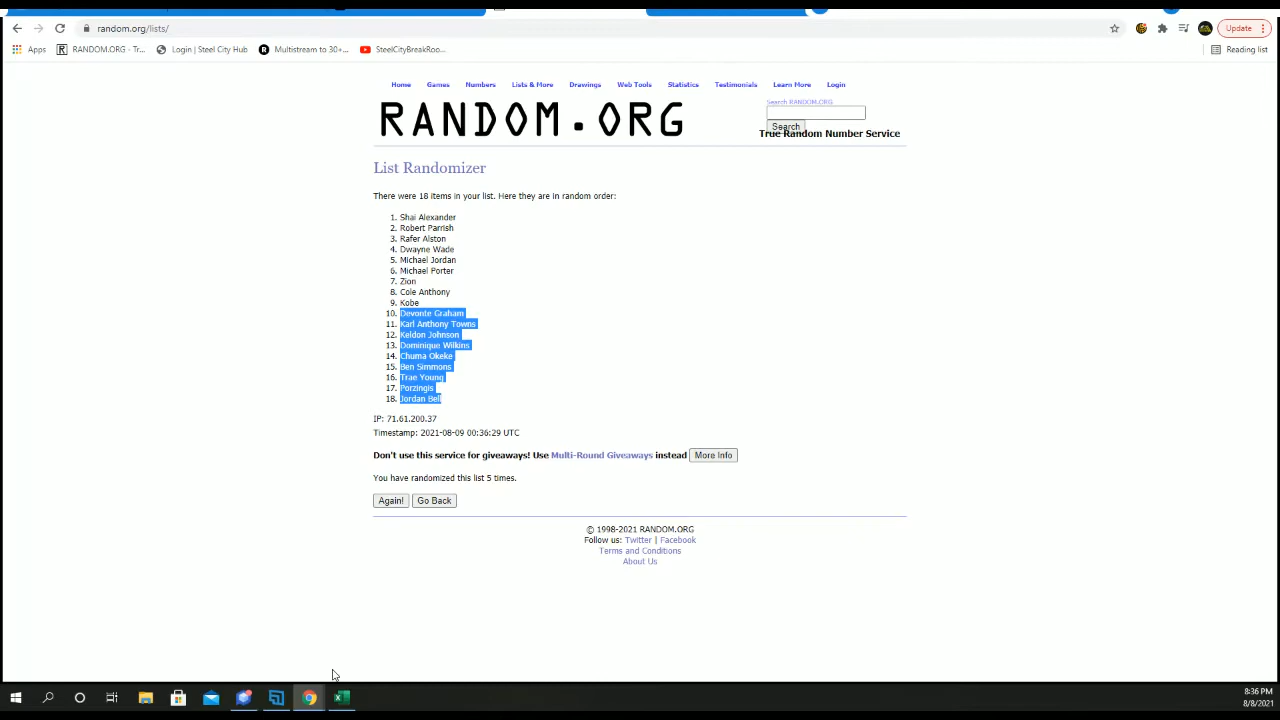 random.org/lists/
Update
Apps
RANDOM.ORG - Tr...
Login | Steel City Hub
Multistream to 30+...
SteelCityBreakRoo...
Reading list
Home Games Numbers Lists & More Drawings Web Tools Statistics Testimonials Learn More Login
Search RANDOM.ORG
RANDOM.ORG
Search
True Random Number Service
List Randomizer
There were 18 items in your list. Here they are in random order:
1. Shai Alexander
2. Robert Parrish
3. Rafer Alston
4. Dwayne Wade
5. Michael Jordan
6. Michael Porter
7. Zion
8. Cole Anthony
9. Kobe
10. Devonte Graham
11. Karl Anthony Towns
12. Keldon Johnson
13. Dominique Wilkins
14. Chuma Okeke
15. Ben Simmons
16. Trae Young
17. Porzingis
18. Jordan Bell
IP: 71.61.200.37
Timestamp: 2021-08-09 00:36:29 UTC
Don't use this service for giveaways! Use Multi-Round Giveaways instead More Info
You have randomized this list 5 times.
Again! Go Back
© 1998-2021 RANDOM.ORG
Follow us: Twitter | Facebook
Terms and Conditions
About Us
8:36 PM
8/8/2021